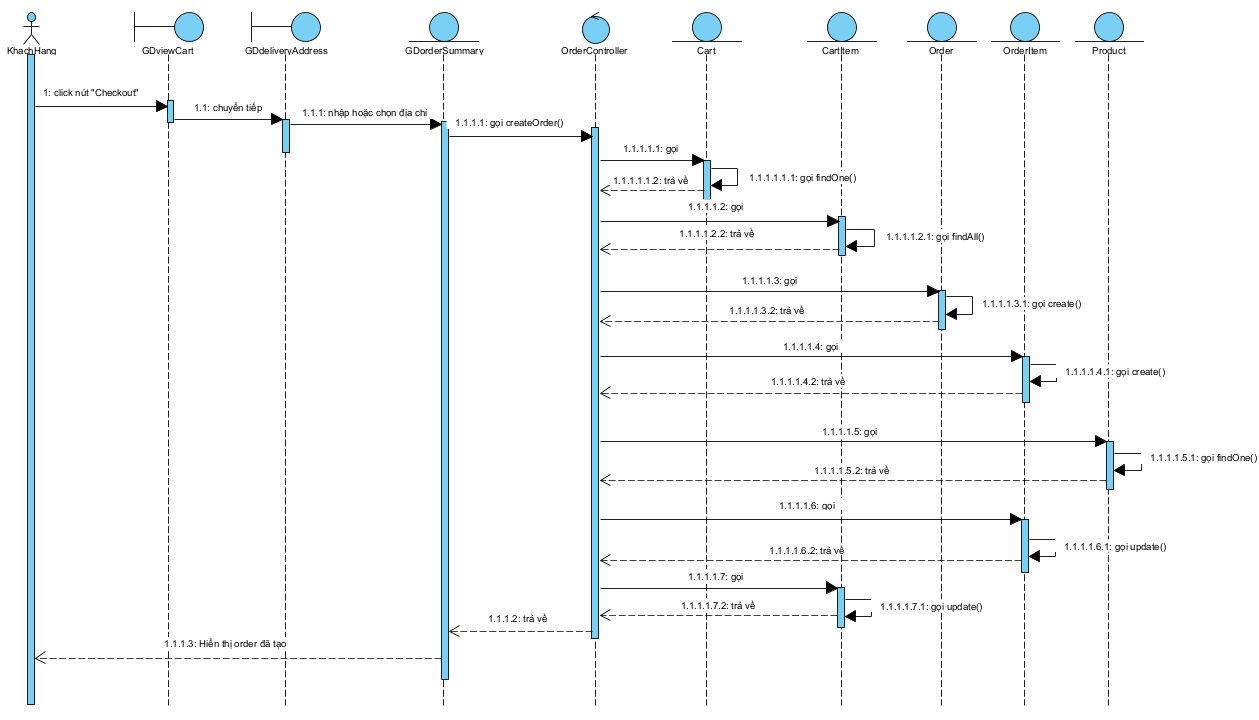 KhachHang
GDviewCart
GDdeliveryAddress
GDorderSummary
OrderController
Cart
CartItem
Order
OrderItem
Product
1: click nút "Checkout"
1.1: chuyển tiếp
1.1.1: nhập hoặc chọn địa chỉ
1.1.1.1: gọi createOrder()
1.1.1.1.1: gọi
1.1.1.1.1.1: gọi findOne()
1.1.1.1.1.2: trả về
1.1.1.1.2: gọi
1.1.1.1.2.1: gọi findAll()
1.1.1.1.2.2: trả về
1.1.1.1.3: gọi
1.1.1.1.3.1: gọi create()
1.1.1.1.3.2: trả về
1.1.1.1.4: gọi
1.1.1.1.4.1: gọi create()
1.1.1.1.4.2: trả về
1.1.1.1.5: gọi
1.1.1.1.5.1: gọi findOne()
1.1.1.1.5.2: trả về
1.1.1.1.6: gọi
1.1.1.1.6.1: gọi update()
1.1.1.1.6.2: trả về
1.1.1.1.7: gọi
1.1.1.1.7.1: gọi update()
1.1.1.1.7.2: trả về
1.1.1.2: trả về
1.1.1.3: Hiển thị order đã tạo